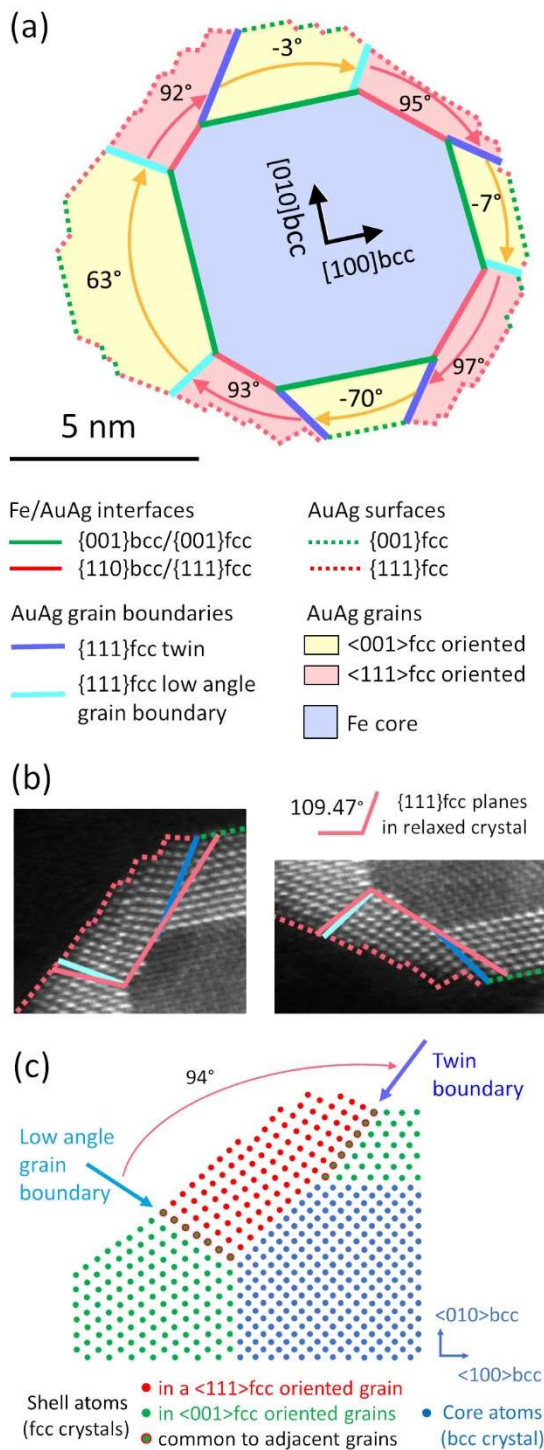 (a)
-3°
92°
95°
[010]bcc
[100]bcc
-7°
63°
97°
93°
-70°
5 nm
Fe/AuAg interfaces
{001}bcc/{001}fcc
{110}bcc/{111}fcc
AuAg surfaces
{001}fcc
{111}fcc
AuAg grain boundaries
{111}fcc twin
{111}fcc low angle
grain boundary
AuAg grains
<001>fcc oriented
<111>fcc oriented
Fe core
(b)
109.47°
{111}fcc planes
in relaxed crystal
(c)
94°
Twin
boundary
Low angle
grain
boundary
<010>bcc
<100>bcc
Shell atoms
(fcc crystals)
in a <111>fcc oriented grain
in <001>fcc oriented grains
common to adjacent grains
Core atoms
(bcc crystal)